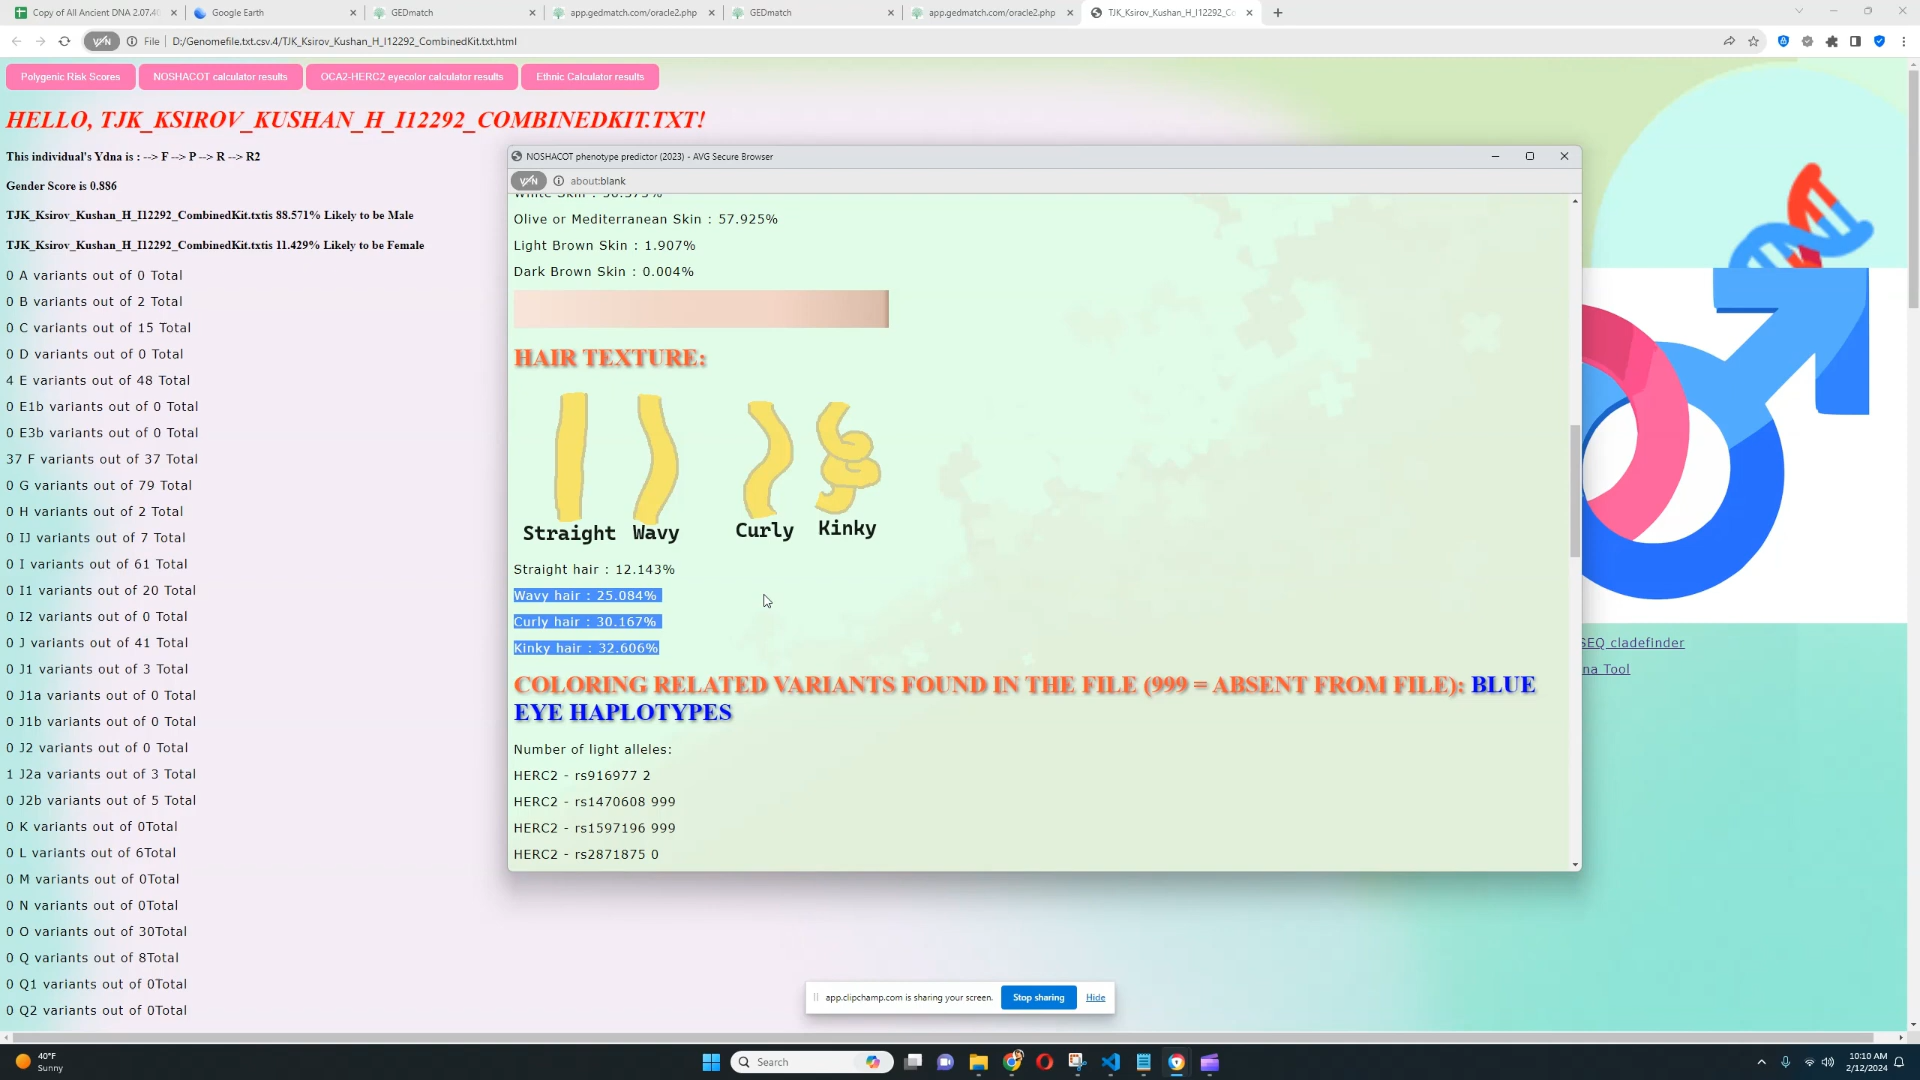 Copy of All Ancient DNA 2.07.40
Google Earth
GEDmatch
app.gedmatch.com/oracle2.php
GEDmatch
app.gedmatch.com/oracle2.php
TJK_Ksirov_Kushan_H_I12292_Co
VPN
File
D:/Genomefile.txt.csv.4/TJK_Ksirov_Kushan_H_I12292_CombinedKit.txt.html
Polygenic Risk Scores
NOSHACOT calculator results
OCA2-HERC2 eyecolor calculator results
Ethnic Calculator results
HELLO, TJK_KSIROV_KUSHAN_H_I12292_COMBINEDKIT.TXT!
This individual's Ydna is : --> F --> P --> R --> R2
Gender Score is 0.886
TJK_Ksirov_Kushan_H_I12292_CombinedKit.txtis 88.571% Likely to be Male
TJK_Ksirov_Kushan_H_I12292_CombinedKit.txtis 11.429% Likely to be Female
0 A variants out of 0 Total
0 B variants out of 2 Total
0 C variants out of 15 Total
0 D variants out of 0 Total
4 E variants out of 48 Total
0 E1b variants out of 0 Total
0 E3b variants out of 0 Total
37 F variants out of 37 Total
0 G variants out of 79 Total
0 H variants out of 2 Total
0 IJ variants out of 7 Total
0 I variants out of 61 Total
0 I1 variants out of 20 Total
0 I2 variants out of 0 Total
0 J variants out of 41 Total
0 J1 variants out of 3 Total
0 J1a variants out of 0 Total
0 J1b variants out of 0 Total
0 J2 variants out of 0 Total
1 J2a variants out of 3 Total
0 J2b variants out of 5 Total
0 K variants out of 0Total
0 L variants out of 6Total
0 M variants out of 0Total
0 N variants out of 0Total
0 O variants out of 30Total
0 Q variants out of 8Total
0 Q1 variants out of 0Total
0 Q2 variants out of 0Total
NOSHACOT phenotype predictor (2023) - AVG Secure Browser
VPN
about:blank
White Skin :
Olive or Mediterranean Skin : 57.925%
Light Brown Skin : 1.907%
Dark Brown Skin : 0.004%
HAIR TEXTURE:
Straight Wavy Curly Kinky
Straight hair : 12.143%
Wavy hair : 25.084%
Curly hair : 30.167%
Kinky hair : 32.606%
COLORING RELATED VARIANTS FOUND IN THE FILE (999 = ABSENT FROM FILE): BLUE
EYE HAPLOTYPES
Number of light alleles:
HERC2 - rs916977 2
HERC2 - rs1470608 999
HERC2 - rs1597196 999
HERC2 - rs2871875 0
SEQ cladefinder
na Tool
app.clipchamp.com is sharing your screen.
Stop sharing
Hide
40°F
Sunny
Search
10:10 AM
2/12/2024